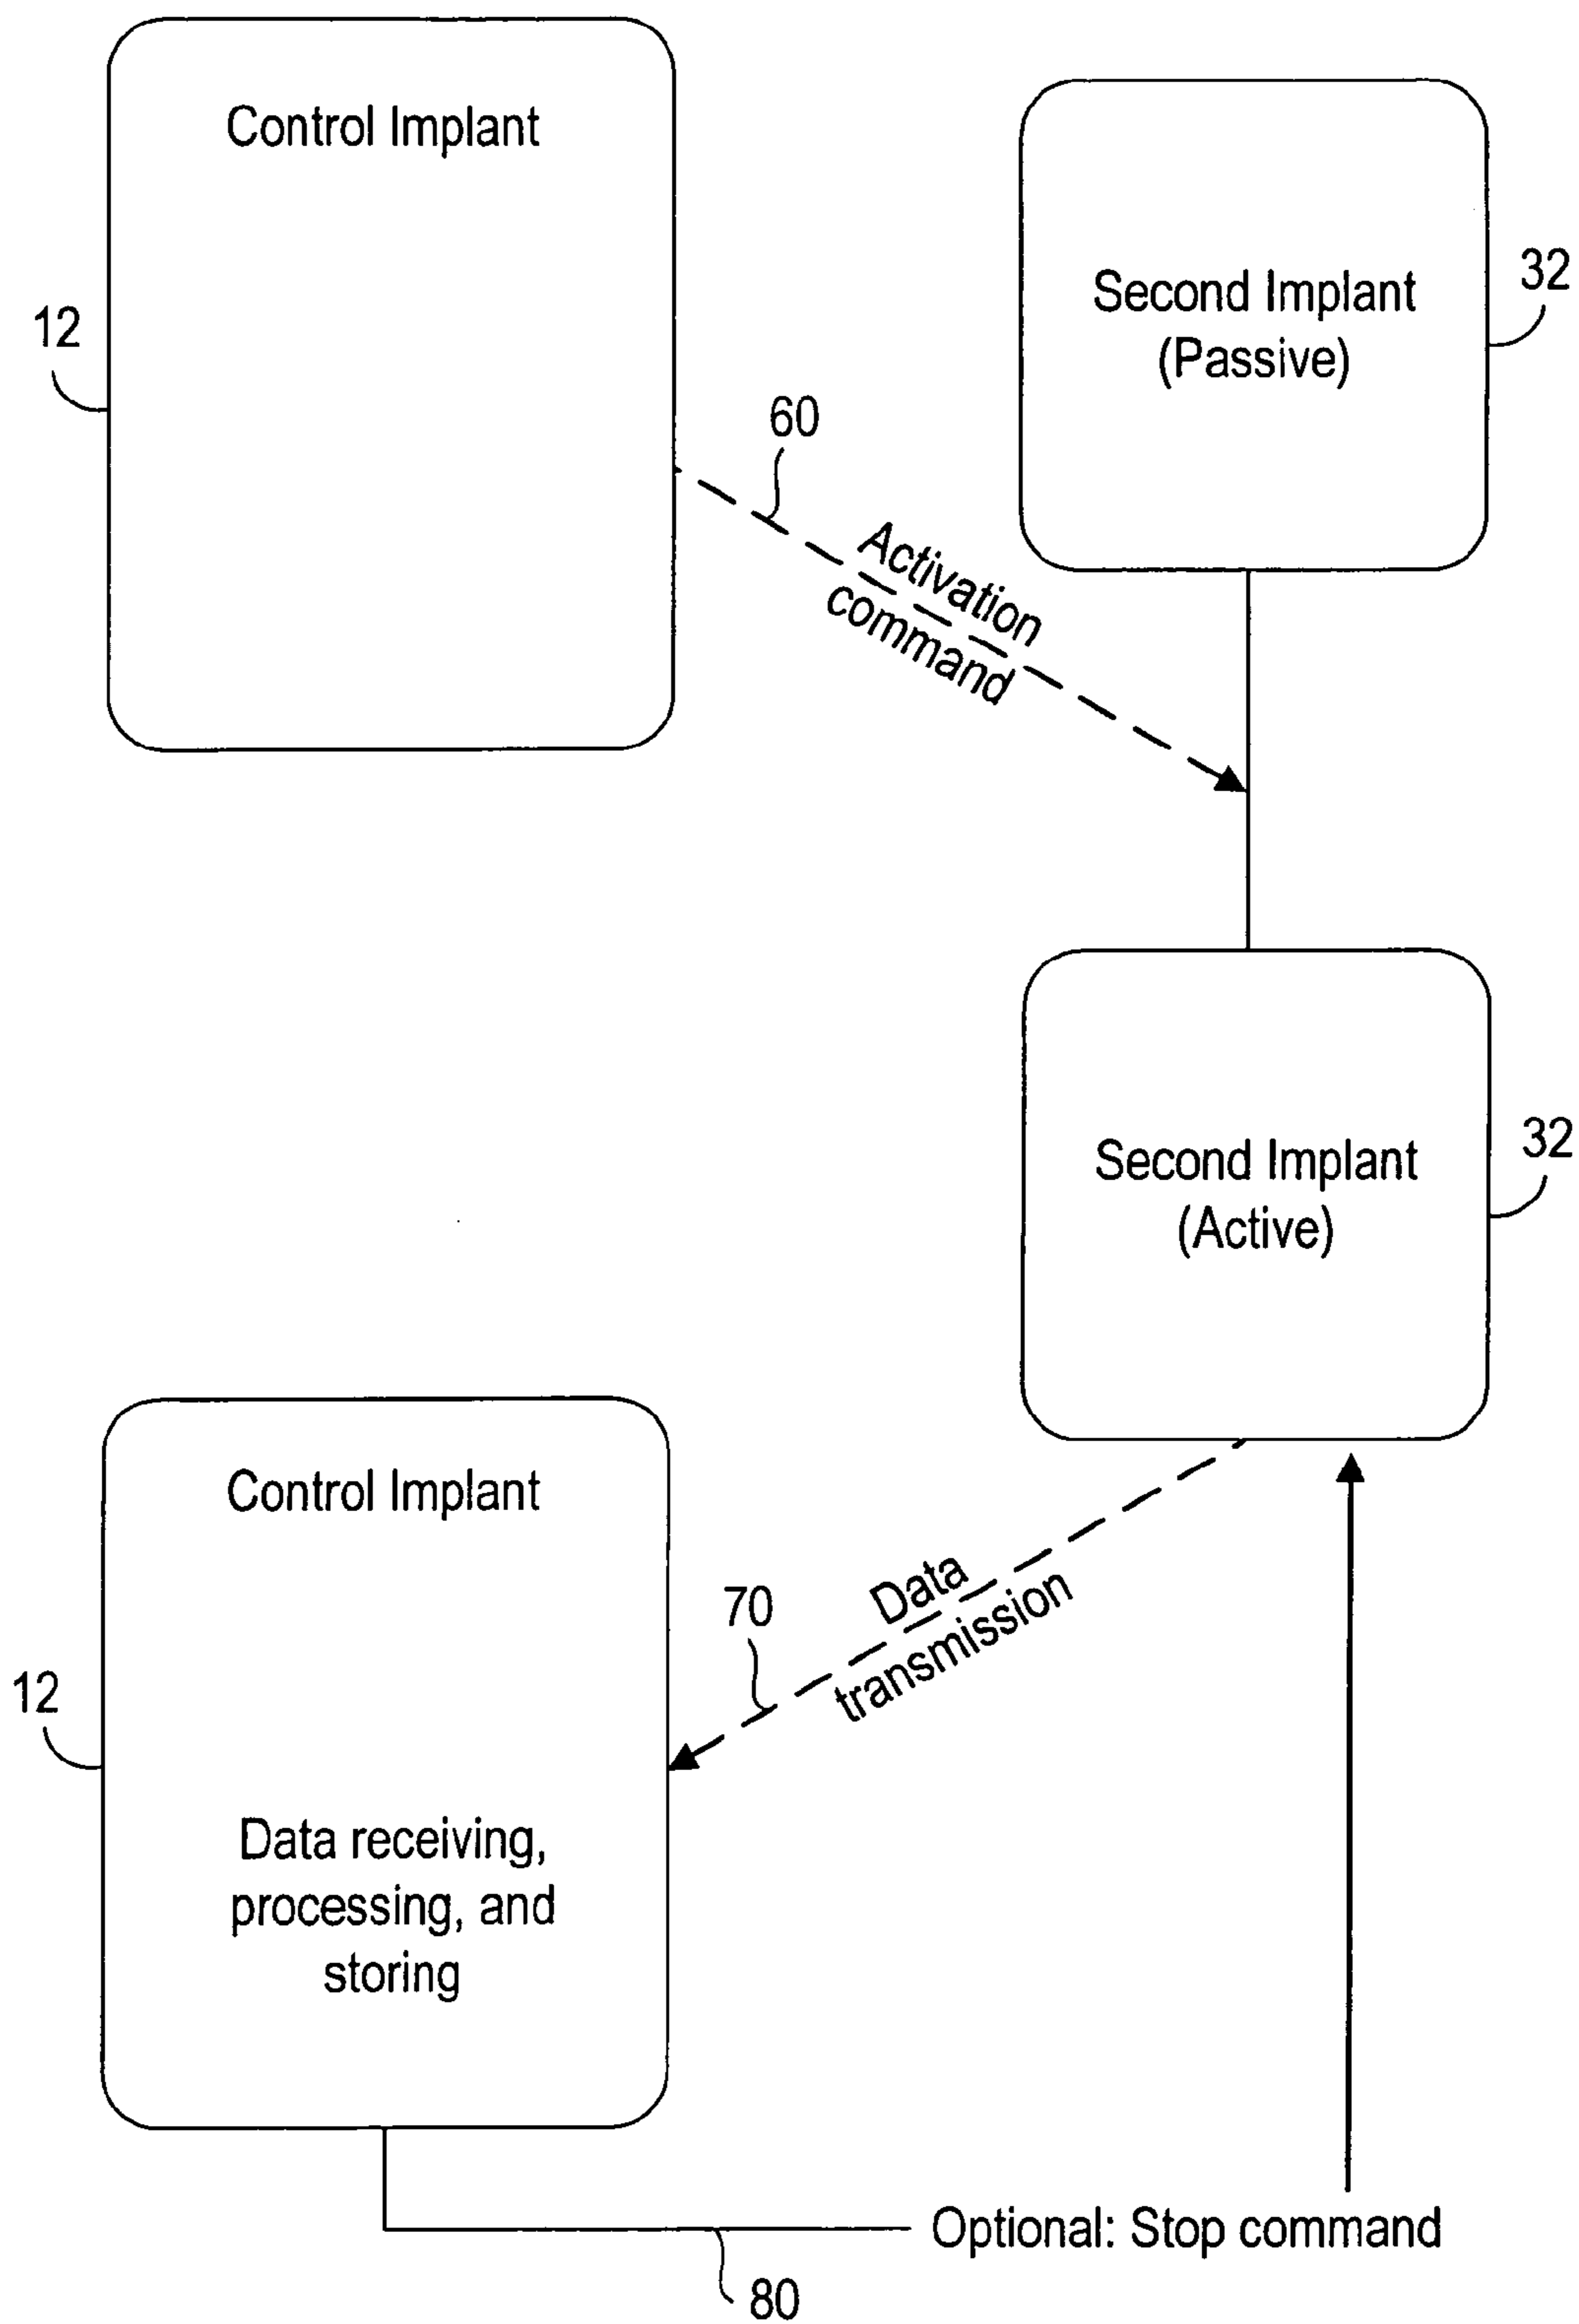 Control Implant
12
Second Implant
(Passive)
32
60
Activation
command
Second Implant
(Active)
32
Control Implant
12
70
Data
transmission
Data receiving,
processing, and
storing
Optional: Stop command
80